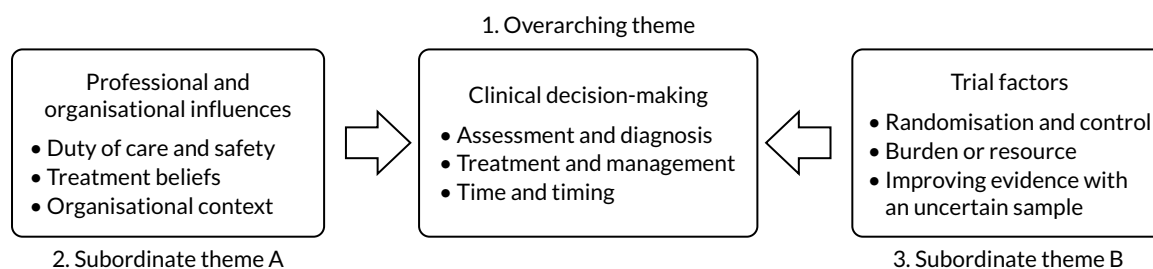 1. Overarching theme
Professional and
organisational influences
• Duty of care and safety
• Treatment beliefs
• Organisational context
2. Subordinate theme A
Clinical decision-making
• Assessment and diagnosis
• Treatment and management
• Time and timing
Trial factors
• Randomisation and control
• Burden or resource
• Improving evidence with
an uncertain sample
3. Subordinate theme B